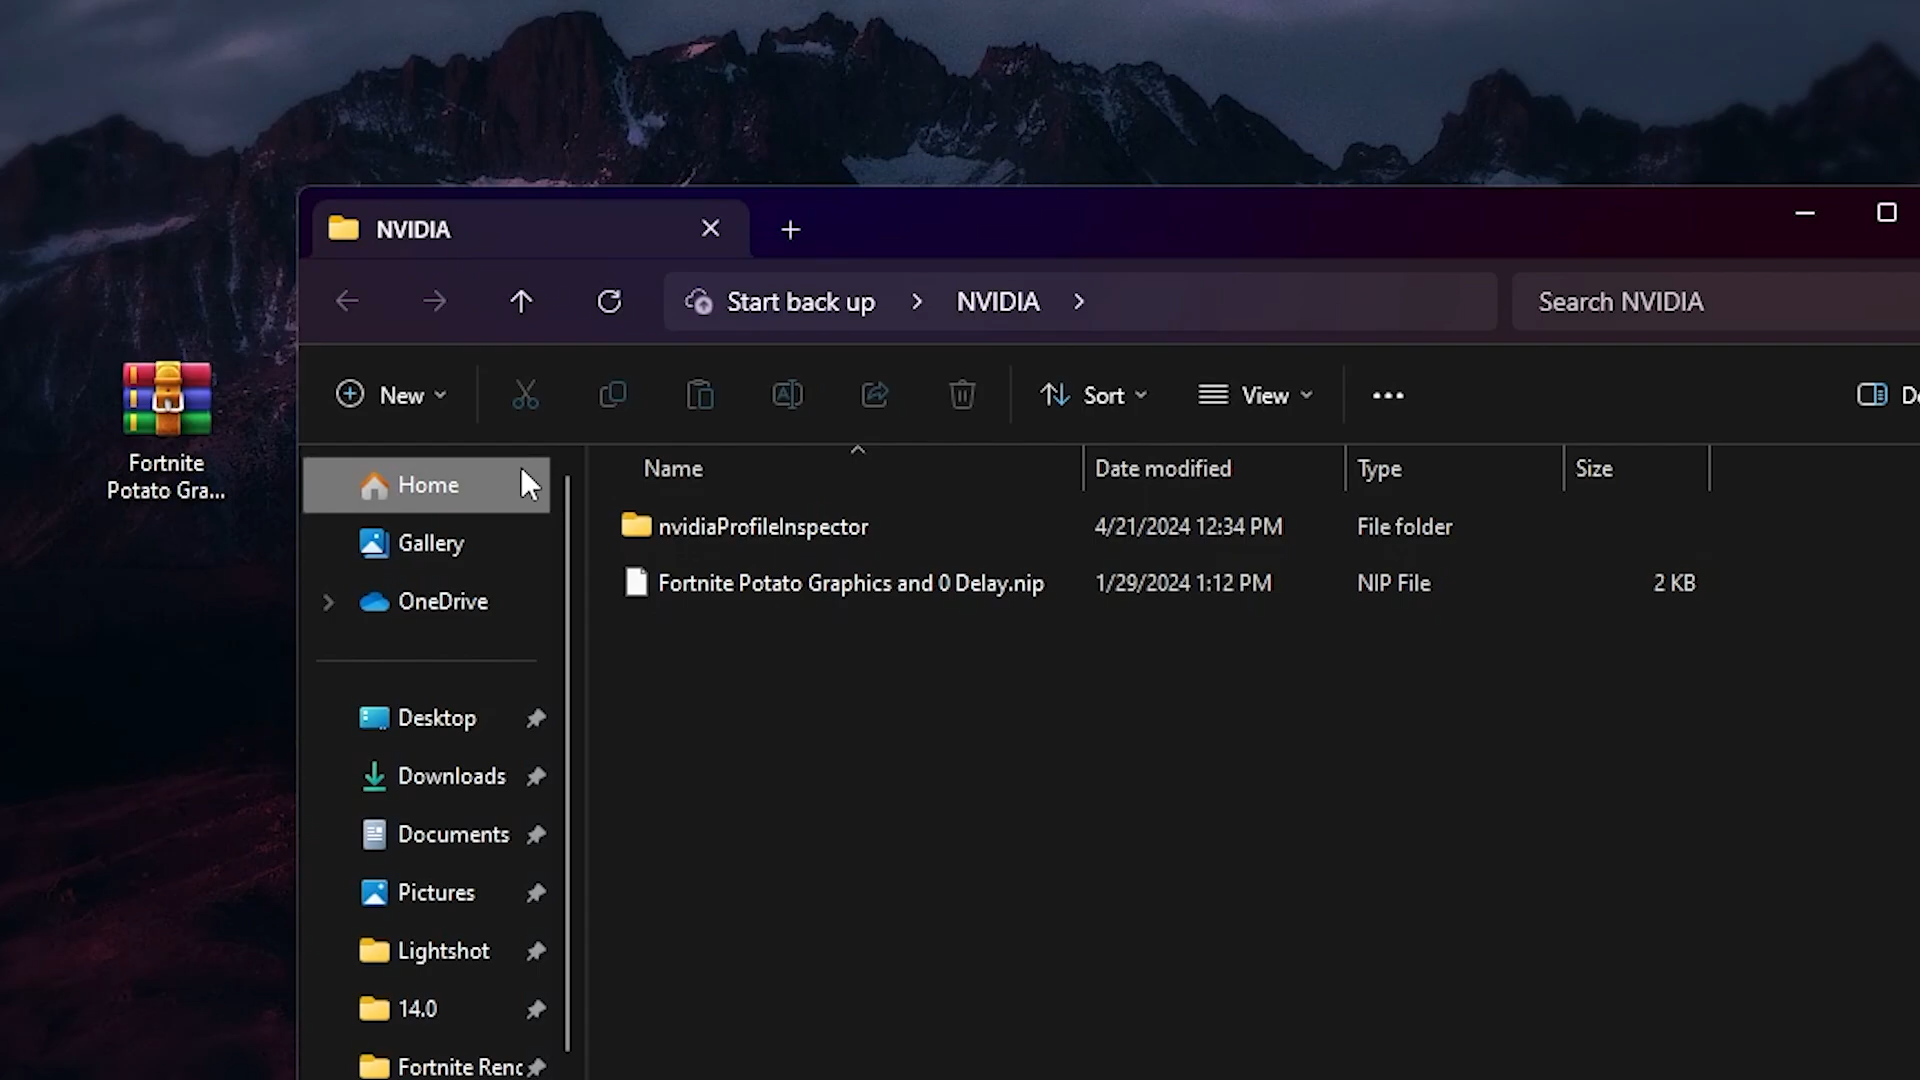 NVIDIA
Start back up
NVIDIA
Search NVIDIA
New
Sort
View
Fortnite
Potato Gra...
Name
Date modified
Type
Size
Home
Gallery
OneDrive
nvidiaProfileInspector
4/21/2024 12:34 PM
File folder
Fortnite Potato Graphics and 0 Delay.nip
1/29/2024 1:12 PM
NIP File
2 KB
Desktop
Downloads
Documents
Pictures
Lightshot
14.0
Fortnite